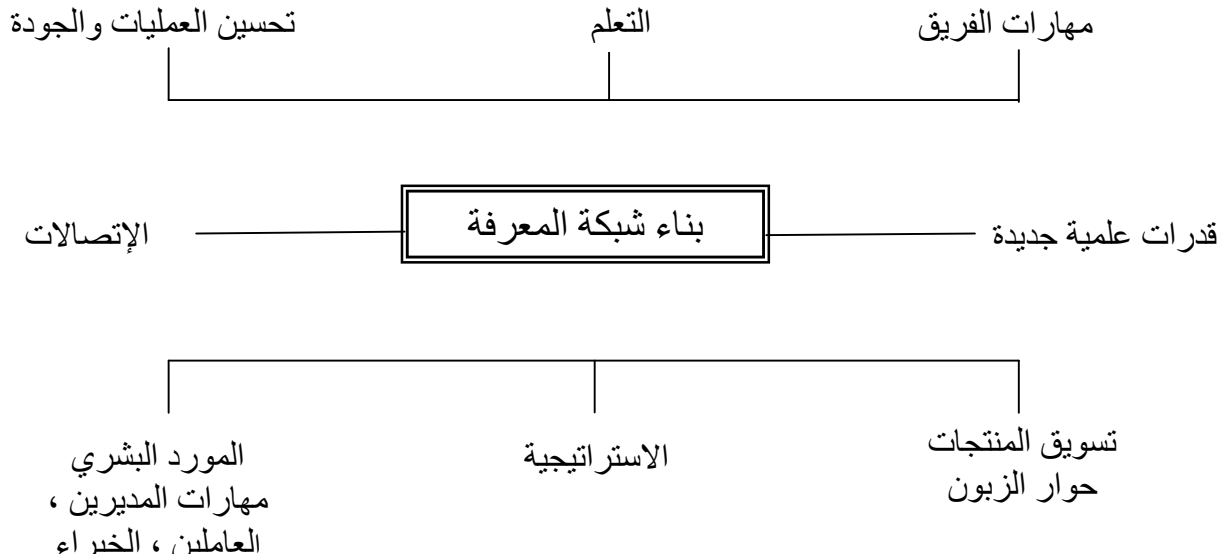 مهارات الفريق
التعلم
تحسين العمليات والجودة
قدرات علمية جديدة
بناء شبكة المعرفة
الإتصالات
تسويق المنتجات
حوار الزبون
الاستراتيجية
المورد البشري
مهارات المديرين ،
العاملين ، الخبراء